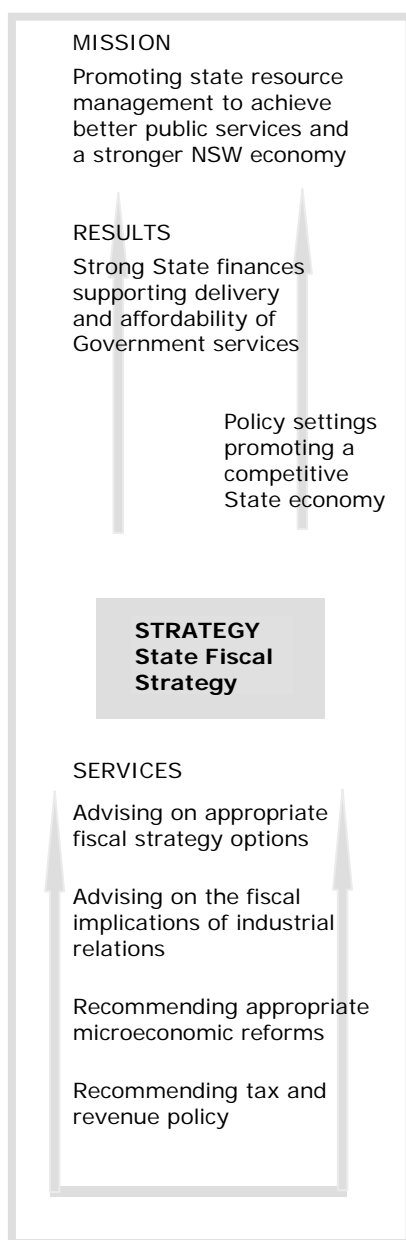 MISSION
Promoting state resource
management to achieve
better public services and
a stronger NSW economy
RESULTS
Strong State finances
supporting delivery
and affordability of
Government services
Policy settings
promoting a
competitive
State economy
STRATEGY
State Fiscal
Strategy
SERVICES
Advising on appropriate
fiscal strategy options
Advising on the fiscal
implications of industrial
relations
Recommending appropriate
microeconomic reforms
Recommending tax and
revenue policy